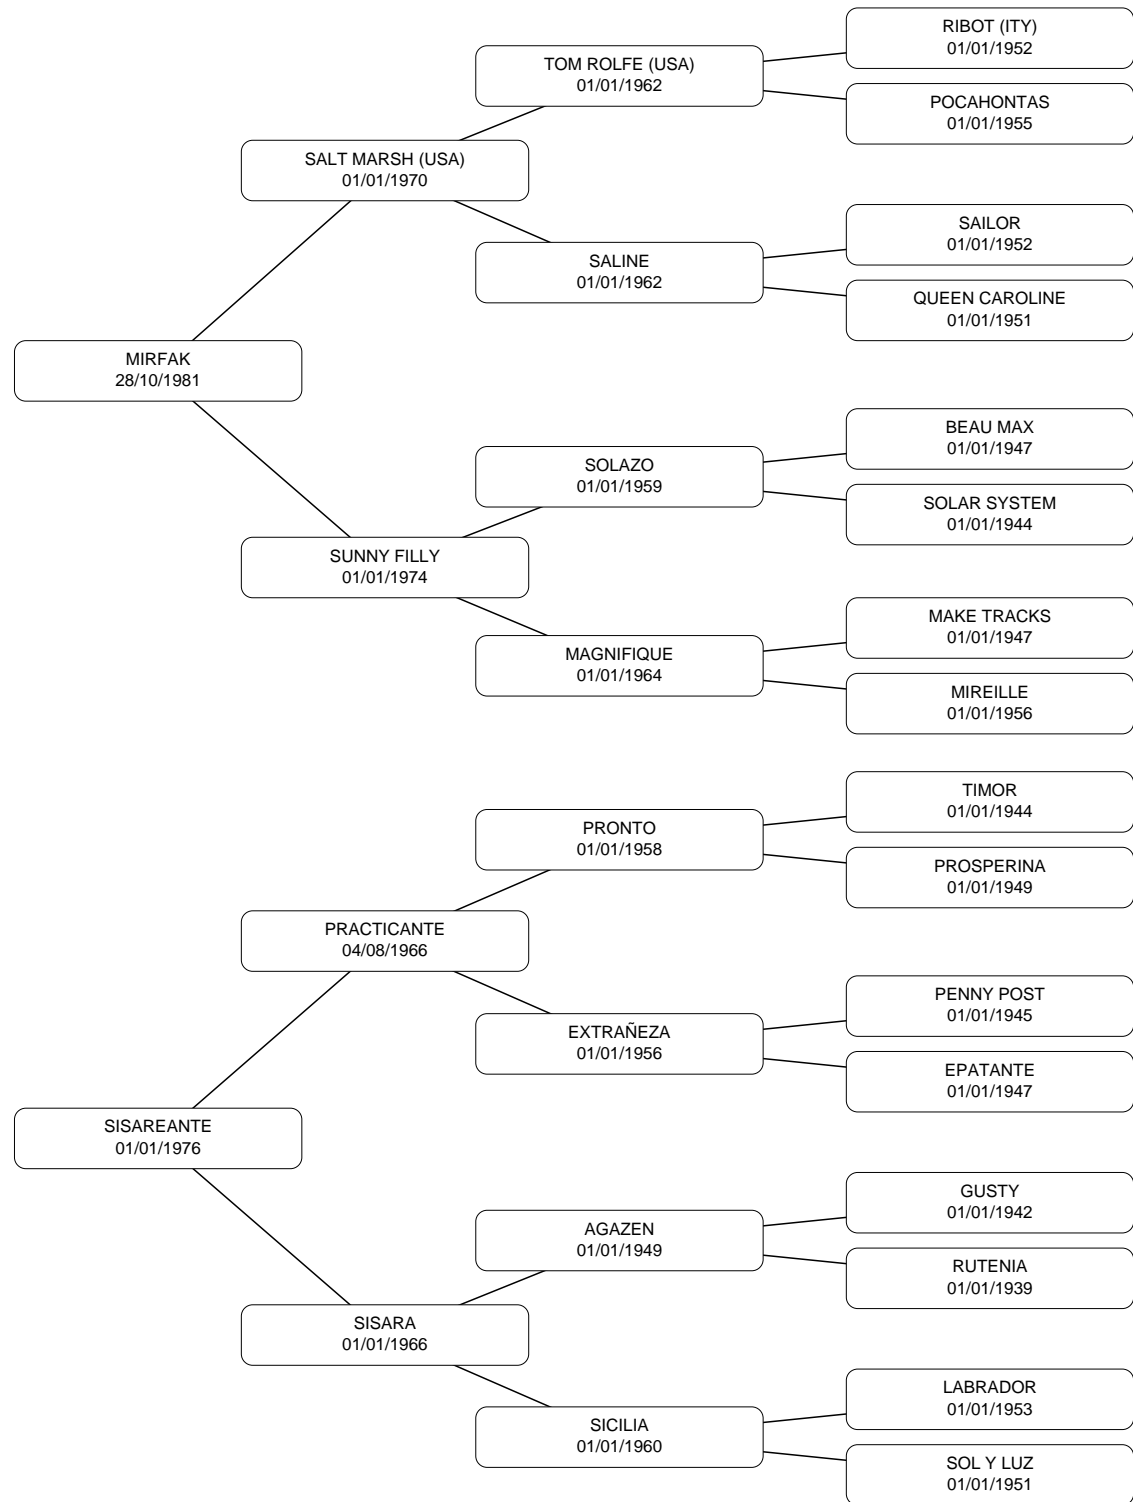 RIBOT (ITY)
01/01/1952
TOM ROLFE (USA)
01/01/1962
POCAHONTAS
01/01/1955
SALT MARSH (USA)
01/01/1970
SAILOR
01/01/1952
SALINE
01/01/1962
QUEEN CAROLINE
01/01/1951
MIRFAK
28/10/1981
BEAU MAX
01/01/1947
SOLAZO
01/01/1959
SOLAR SYSTEM
01/01/1944
SUNNY FILLY
01/01/1974
MAKE TRACKS
01/01/1947
MAGNIFIQUE
01/01/1964
MIREILLE
01/01/1956
TIMOR
01/01/1944
PRONTO
01/01/1958
PROSPERINA
01/01/1949
PRACTICANTE
04/08/1966
PENNY POST
01/01/1945
EXTRAÑEZA
01/01/1956
EPATANTE
01/01/1947
SISAREANTE
01/01/1976
GUSTY
01/01/1942
AGAZEN
01/01/1949
RUTENIA
01/01/1939
SISARA
01/01/1966
LABRADOR
01/01/1953
SICILIA
01/01/1960
SOL Y LUZ
01/01/1951